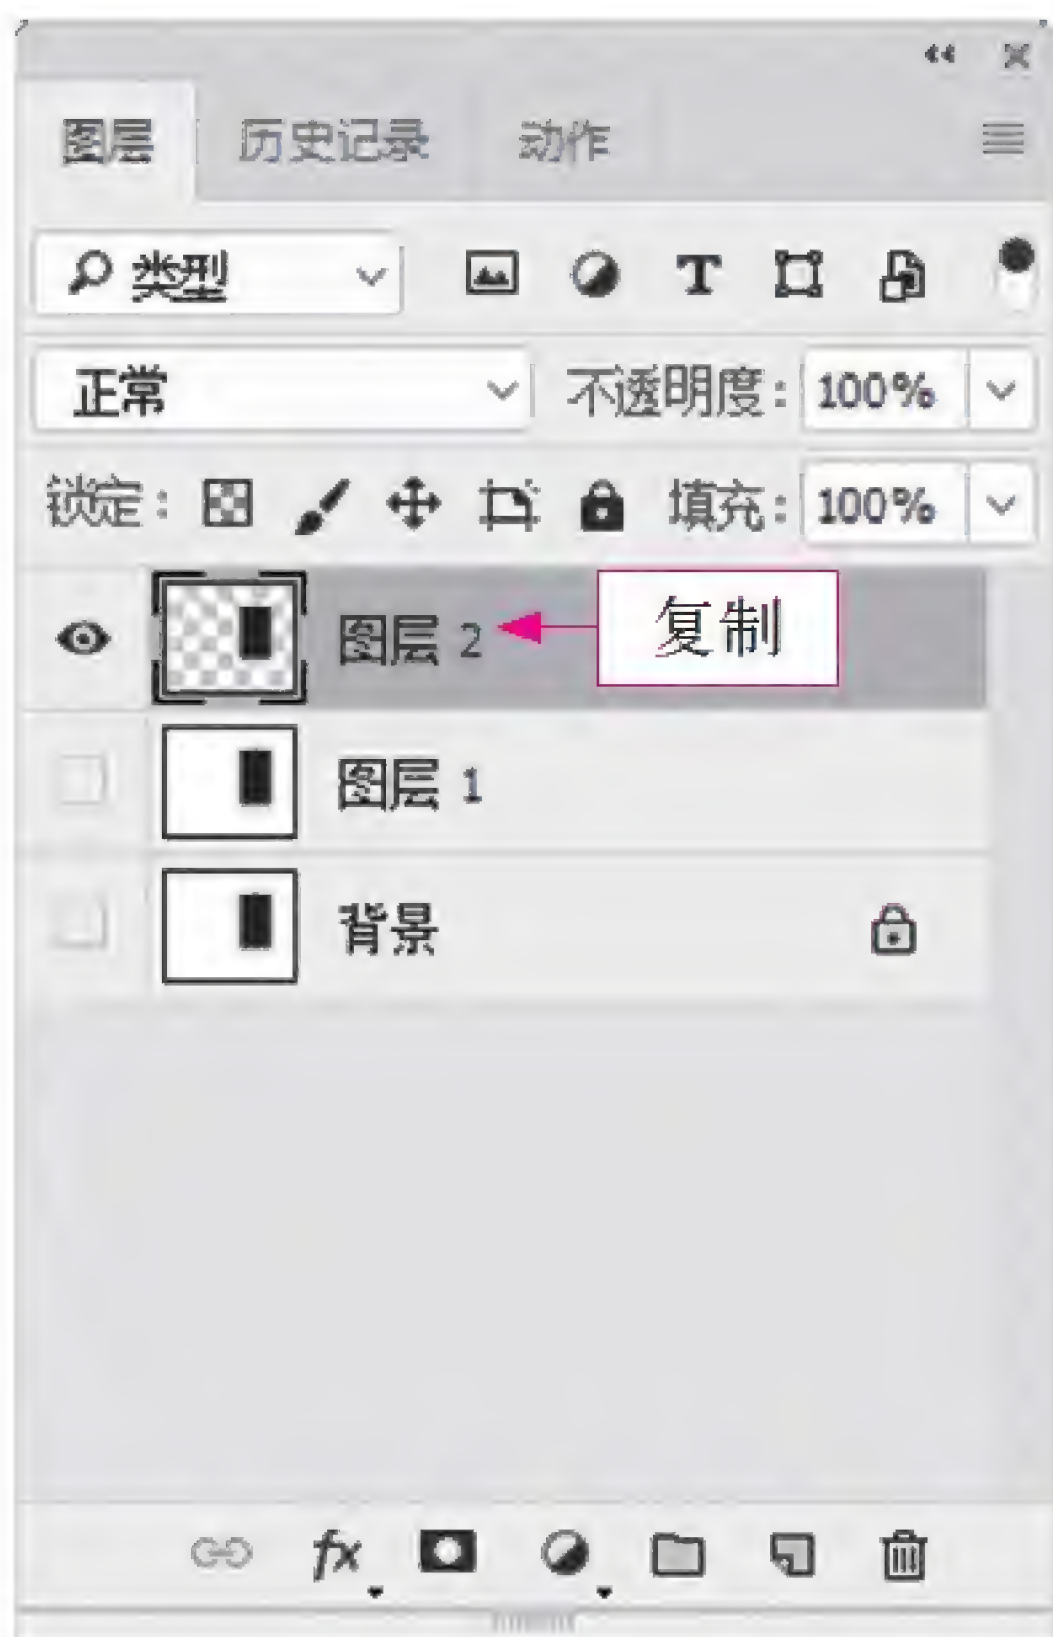 图层 历史记录 动作
类型
正常 不透明度: 100%
锁定: 填充: 100%
图层 2 复制
图层 1
背景
fx